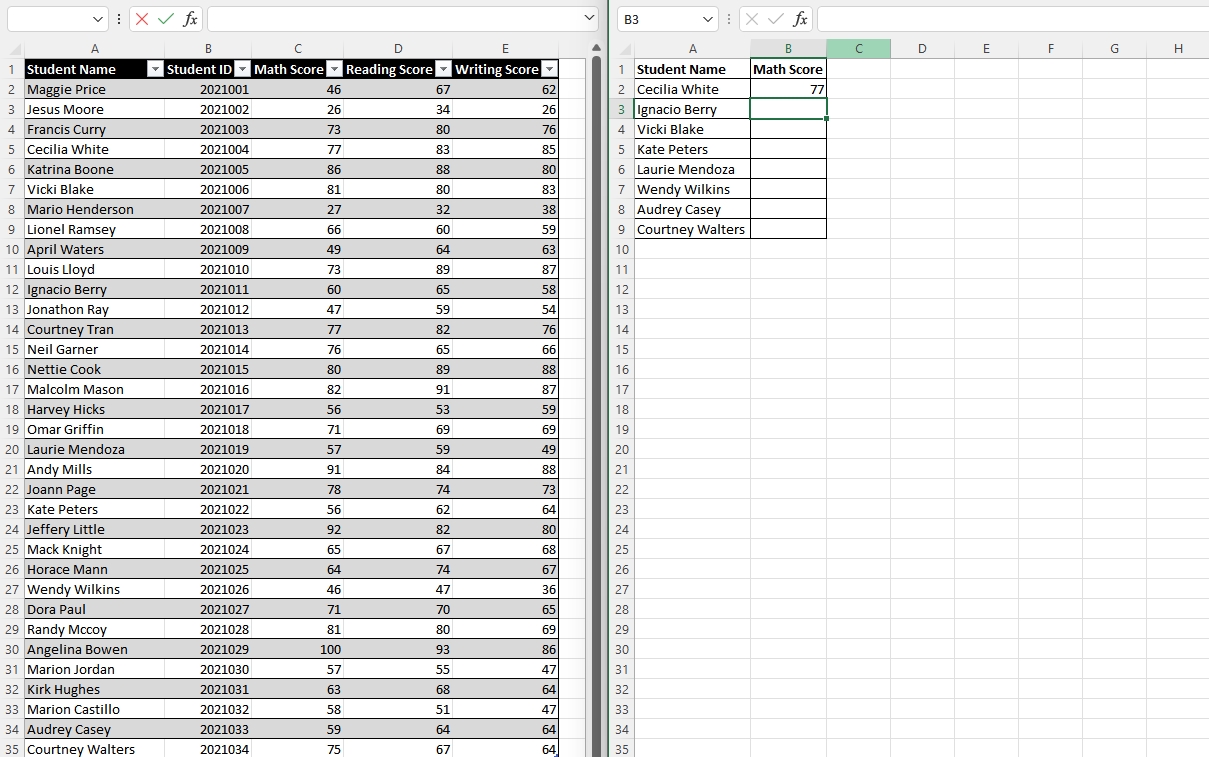 fx
B3
fx
A B C D E
1 Student Name Student ID Math Score Reading Score Writing Score
2 Maggie Price 2021001 46 67 62
3 Jesus Moore 2021002 26 34 26
4 Francis Curry 2021003 73 80 76
5 Cecilia White 2021004 77 83 85
6 Katrina Boone 2021005 86 88 80
7 Vicki Blake 2021006 81 80 83
8 Mario Henderson 2021007 27 32 38
9 Lionel Ramsey 2021008 66 60 59
10 April Waters 2021009 49 64 63
11 Louis Lloyd 2021010 73 89 87
12 Ignacio Berry 2021011 60 65 58
13 Jonathon Ray 2021012 47 59 54
14 Courtney Tran 2021013 77 82 76
15 Neil Garner 2021014 76 65 66
16 Nettie Cook 2021015 80 89 88
17 Malcolm Mason 2021016 82 91 87
18 Harvey Hicks 2021017 56 53 59
19 Omar Griffin 2021018 71 69 69
20 Laurie Mendoza 2021019 57 59 49
21 Andy Mills 2021020 91 84 88
22 Joann Page 2021021 78 74 73
23 Kate Peters 2021022 56 62 64
24 Jeffery Little 2021023 92 82 80
25 Mack Knight 2021024 65 67 68
26 Horace Mann 2021025 64 74 67
27 Wendy Wilkins 2021026 46 47 36
28 Dora Paul 2021027 71 70 65
29 Randy Mccoy 2021028 81 80 69
30 Angelina Bowen 2021029 100 93 86
31 Marion Jordan 2021030 57 55 47
32 Kirk Hughes 2021031 63 68 64
33 Marion Castillo 2021032 58 51 47
34 Audrey Casey 2021033 59 64 64
35 Courtney Walters 2021034 75 67 64
A B C D E F G H
1 Student Name Math Score
2 Cecilia White 77
3 Ignacio Berry
4 Vicki Blake
5 Kate Peters
6 Laurie Mendoza
7 Wendy Wilkins
8 Audrey Casey
9 Courtney Walters
10
11
12
13
14
15
16
17
18
19
20
21
22
23
24
25
26
27
28
29
30
31
32
33
34
35